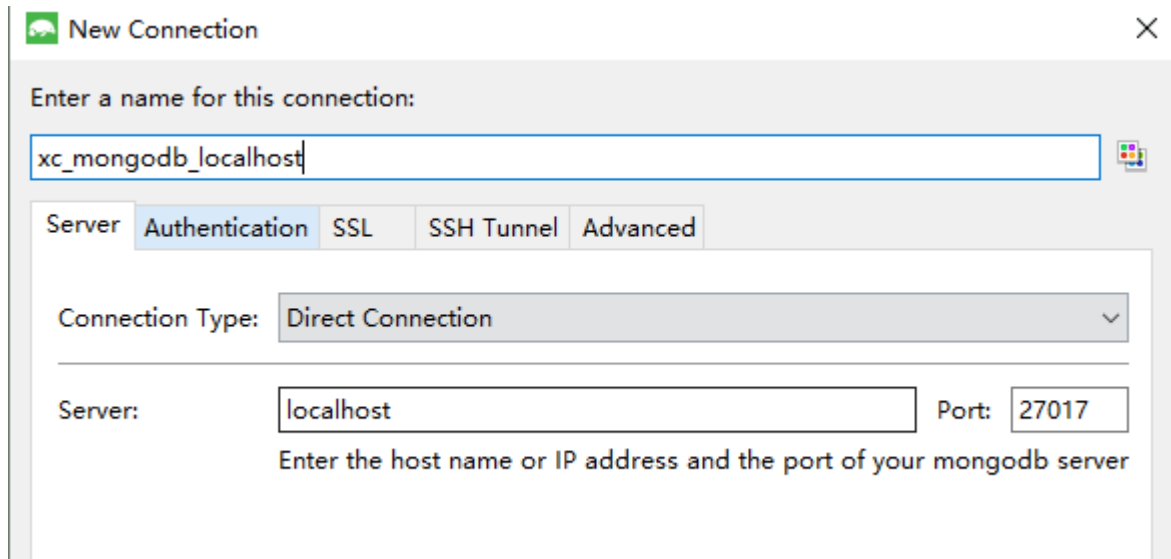 New Connection
Enter a name for this connection:
xc_mongodb_localhost
Server Authentication SSL SSH Tunnel Advanced
Connection Type: Direct Connection
Server: localhost Port: 27017
Enter the host name or IP address and the port of your mongodb server